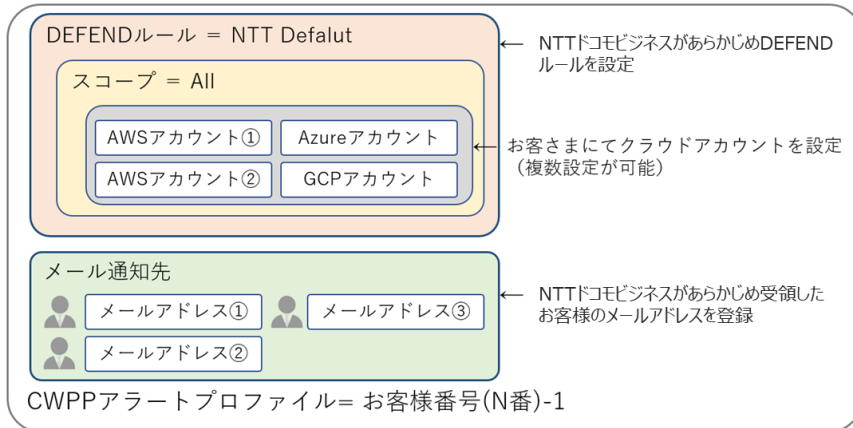 DEFENDルール = NTT Defalut
← NTTドコモビジネスがあらかじめDEFEND
ルールを設定
スコープ = All
AWSアカウント①
Azureアカウント
AWSアカウント②
GCPアカウント
← お客さまにてクラウドアカウントを設定
（複数設定が可能）
メール通知先
メールアドレス①
メールアドレス③
メールアドレス②
← NTTドコモビジネスがあらかじめ受領した
お客様のメールアドレスを登録
CWPPアラートプロファイル= お客様番号(N番)-1